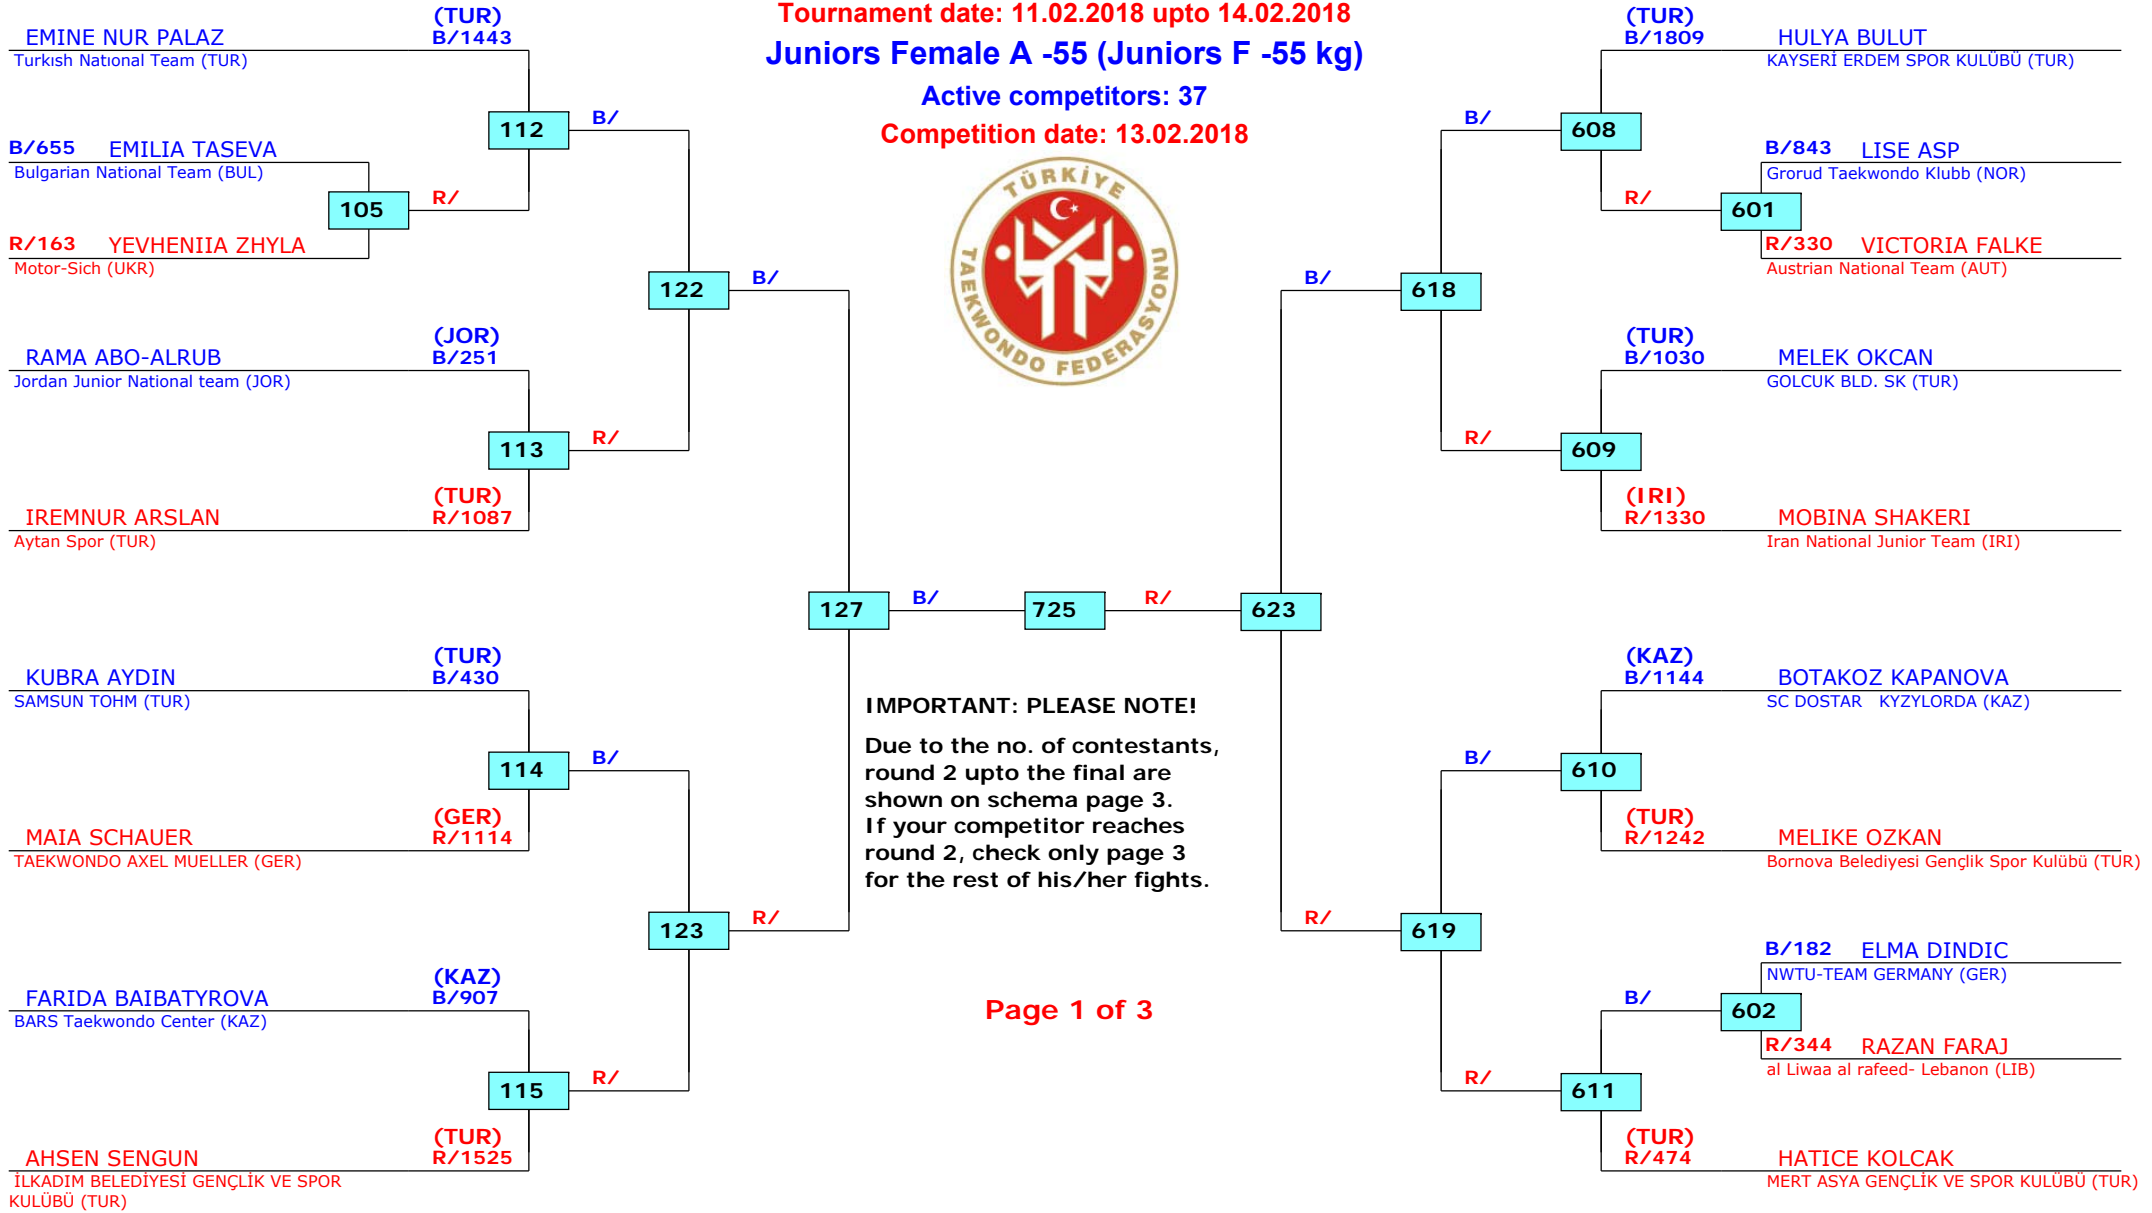 Tournament date: 11.02.2018 upto 14.02.2018
Juniors Female A -55 (Juniors F -55 kg)
Active competitors: 37
Competition date: 13.02.2018
TÜRKİYE
TAEKWONDO FEDERASYONU
(TUR)
EMINE NUR PALAZ B/1443
Turkısh Natıonal Team (TUR)
112 B/
B/655 EMILIA TASEVA
Bulgarian National Team (BUL)
105 R/
R/163 YEVHENIIA ZHYLA
Motor-Sich (UKR)
122 B/
(JOR)
RAMA ABO-ALRUB B/251
Jordan Junior National team (JOR)
113 R/
(TUR)
IREMNUR ARSLAN R/1087
Aytan Spor (TUR)
127 B/ 725 R/ 623
(TUR)
KUBRA AYDIN B/430
SAMSUN TOHM (TUR)
114 B/
(GER)
MAIA SCHAUER R/1114
TAEKWONDO AXEL MUELLER (GER)
123 R/
(KAZ)
FARIDA BAIBATYROVA B/907
BARS Taekwondo Center (KAZ)
115 R/
(TUR)
AHSEN SENGUN R/1525
İLKADIM BELEDİYESİ GENÇLİK VE SPOR
KULÜBÜ (TUR)
IMPORTANT: PLEASE NOTE!
Due to the no. of contestants,
round 2 upto the final are
shown on schema page 3.
If your competitor reaches
round 2, check only page 3
for the rest of his/her fights.
Page 1 of 3
(TUR)
B/1809 HULYA BULUT
KAYSERİ ERDEM SPOR KULÜBÜ (TUR)
B/ 608
B/843 LISE ASP
Grorud Taekwondo Klubb (NOR)
R/ 601
R/330 VICTORIA FALKE
Austrian National Team (AUT)
B/ 618
(TUR)
B/1030 MELEK OKCAN
GOLCUK BLD. SK (TUR)
R/ 609
(IRI)
R/1330 MOBINA SHAKERI
Iran National Junior Team (IRI)
(KAZ)
B/1144 BOTAKOZ KAPANOVA
SC DOSTAR KYZYLORDA (KAZ)
B/ 610
(TUR)
R/1242 MELIKE OZKAN
Bornova Belediyesi Gençlik Spor Kulübü (TUR)
R/ 619
B/182 ELMA DINDIC
NWTU-TEAM GERMANY (GER)
B/ 602
R/344 RAZAN FARAJ
al Liwaa al rafeed- Lebanon (LIB)
R/ 611
(TUR)
R/474 HATICE KOLCAK
MERT ASYA GENÇLİK VE SPOR KULÜBÜ (TUR)